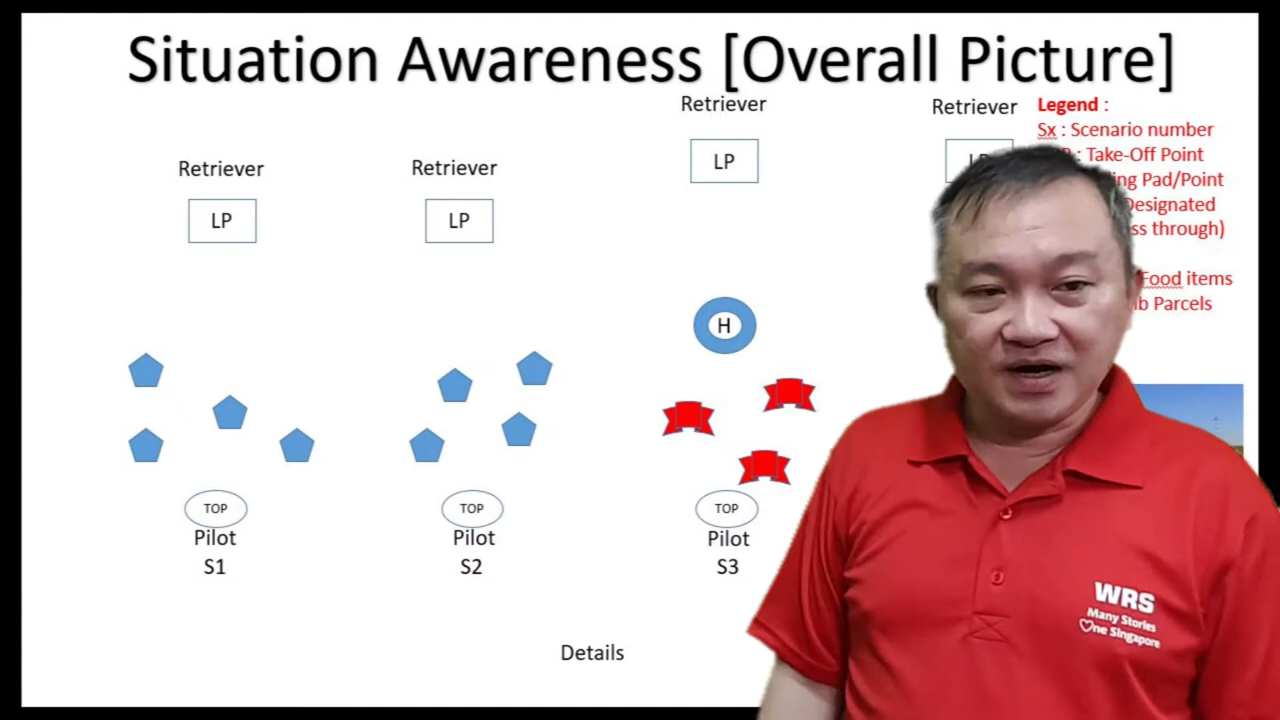 Situation Awareness [Overall Picture]
Retriever
LP
Retriever
LP
Retriever
LP
Retriever
Legend :
Sx : Scenario number
: Take-Off Point
Pad/Point
Designated
through)
Food items
Parcels
H
TOP
Pilot
S1
TOP
Pilot
S2
TOP
Pilot
S3
Details
WRS
Many Stories
One Singapore